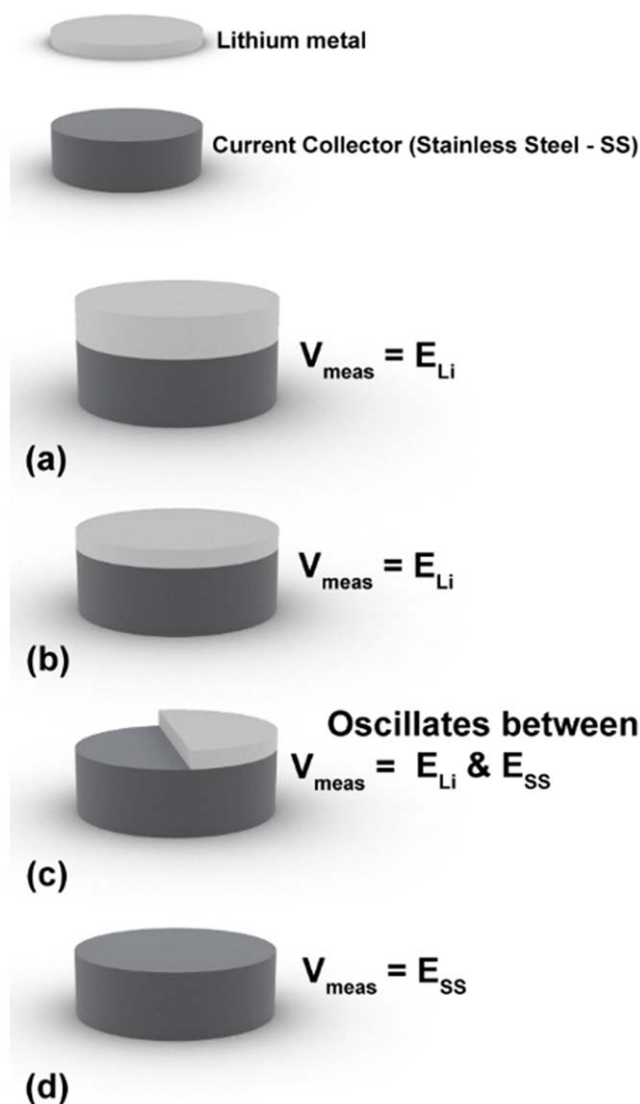 Lithium metal
Current Collector (Stainless Steel - SS)
V_meas = E_Li
(a)
V_meas = E_Li
(b)
Oscillates between
V_meas = E_Li & E_SS
(c)
V_meas = E_SS
(d)